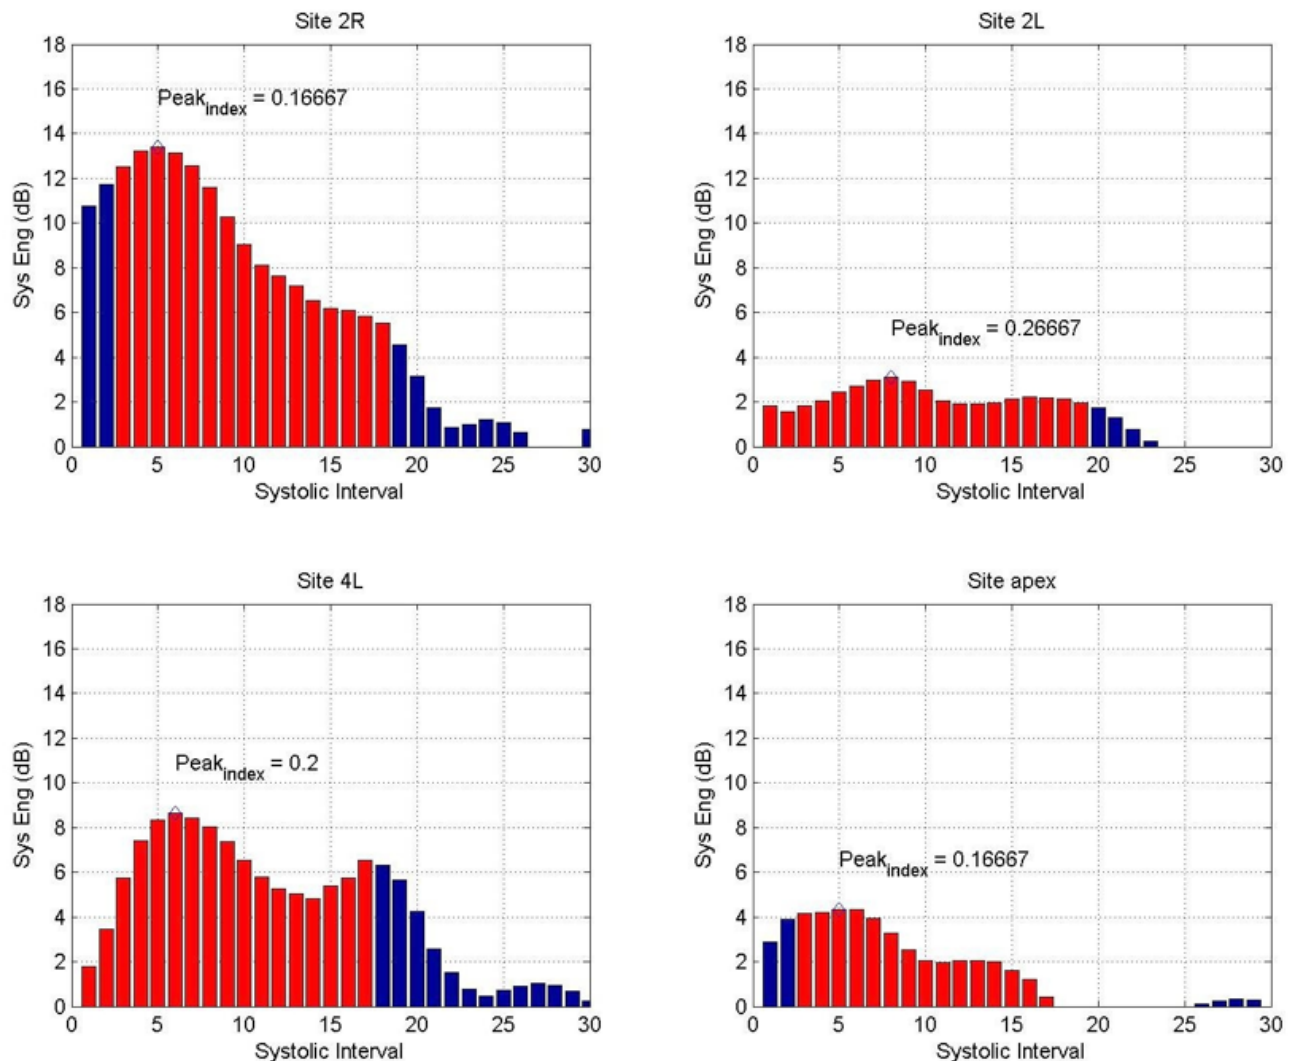 Site 2R
18
16
14
12
10
8
6
4
2
0
Sys Eng (dB)
Peak_index = 0.16667
0 5 10 15 20 25 30
Systolic Interval
Site 2L
18
16
14
12
10
8
6
4
2
0
Sys Eng (dB)
Peak_index = 0.26667
0 5 10 15 20 25 30
Systolic Interval
Site 4L
18
16
14
12
10
8
6
4
2
0
Sys Eng (dB)
Peak_index = 0.2
0 5 10 15 20 25 30
Systolic Interval
Site apex
18
16
14
12
10
8
6
4
2
0
Sys Eng (dB)
Peak_index = 0.16667
0 5 10 15 20 25 30
Systolic Interval